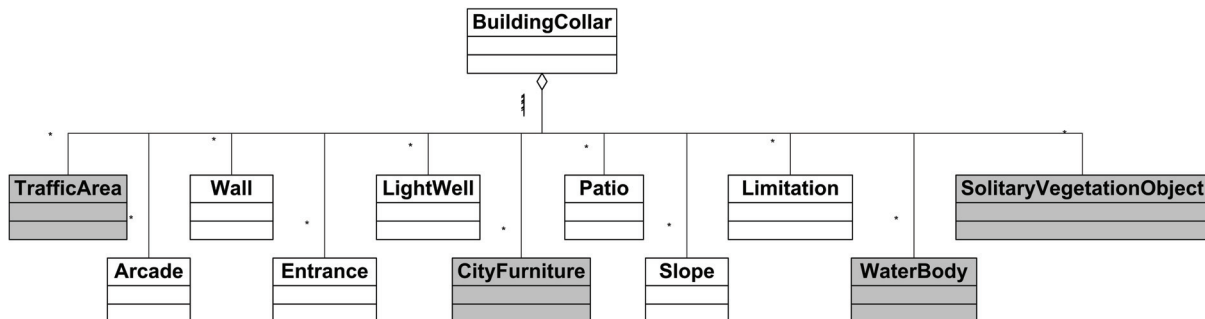 BuildingCollar
* * * * * * *
TrafficArea Wall LightWell Patio Limitation SolitaryVegetationObject
* * * * *
Arcade Entrance CityFurniture Slope WaterBody